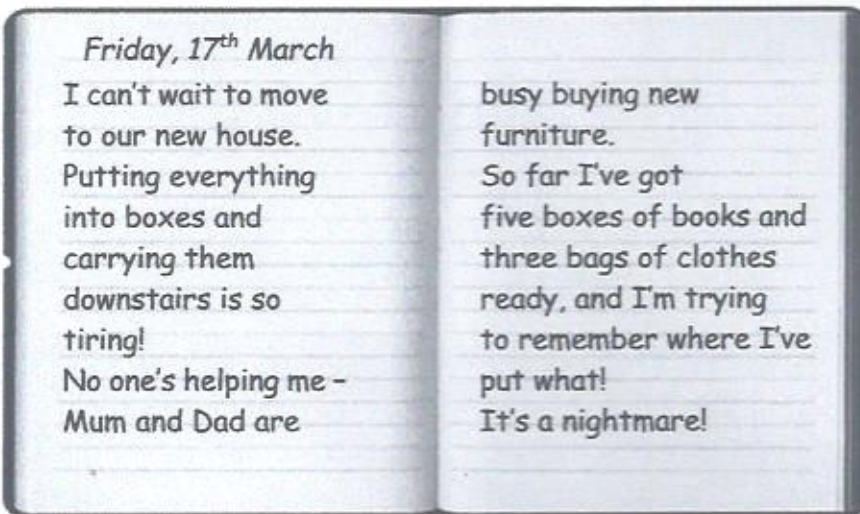 Friday, 17th March
I can't wait to move
to our new house.
Putting everything
into boxes and
carrying them
downstairs is so
tiring!
No one's helping me –
Mum and Dad are
busy buying new
furniture.
So far I've got
five boxes of books and
three bags of clothes
ready, and I'm trying
to remember where I've
put what!
It's a nightmare!